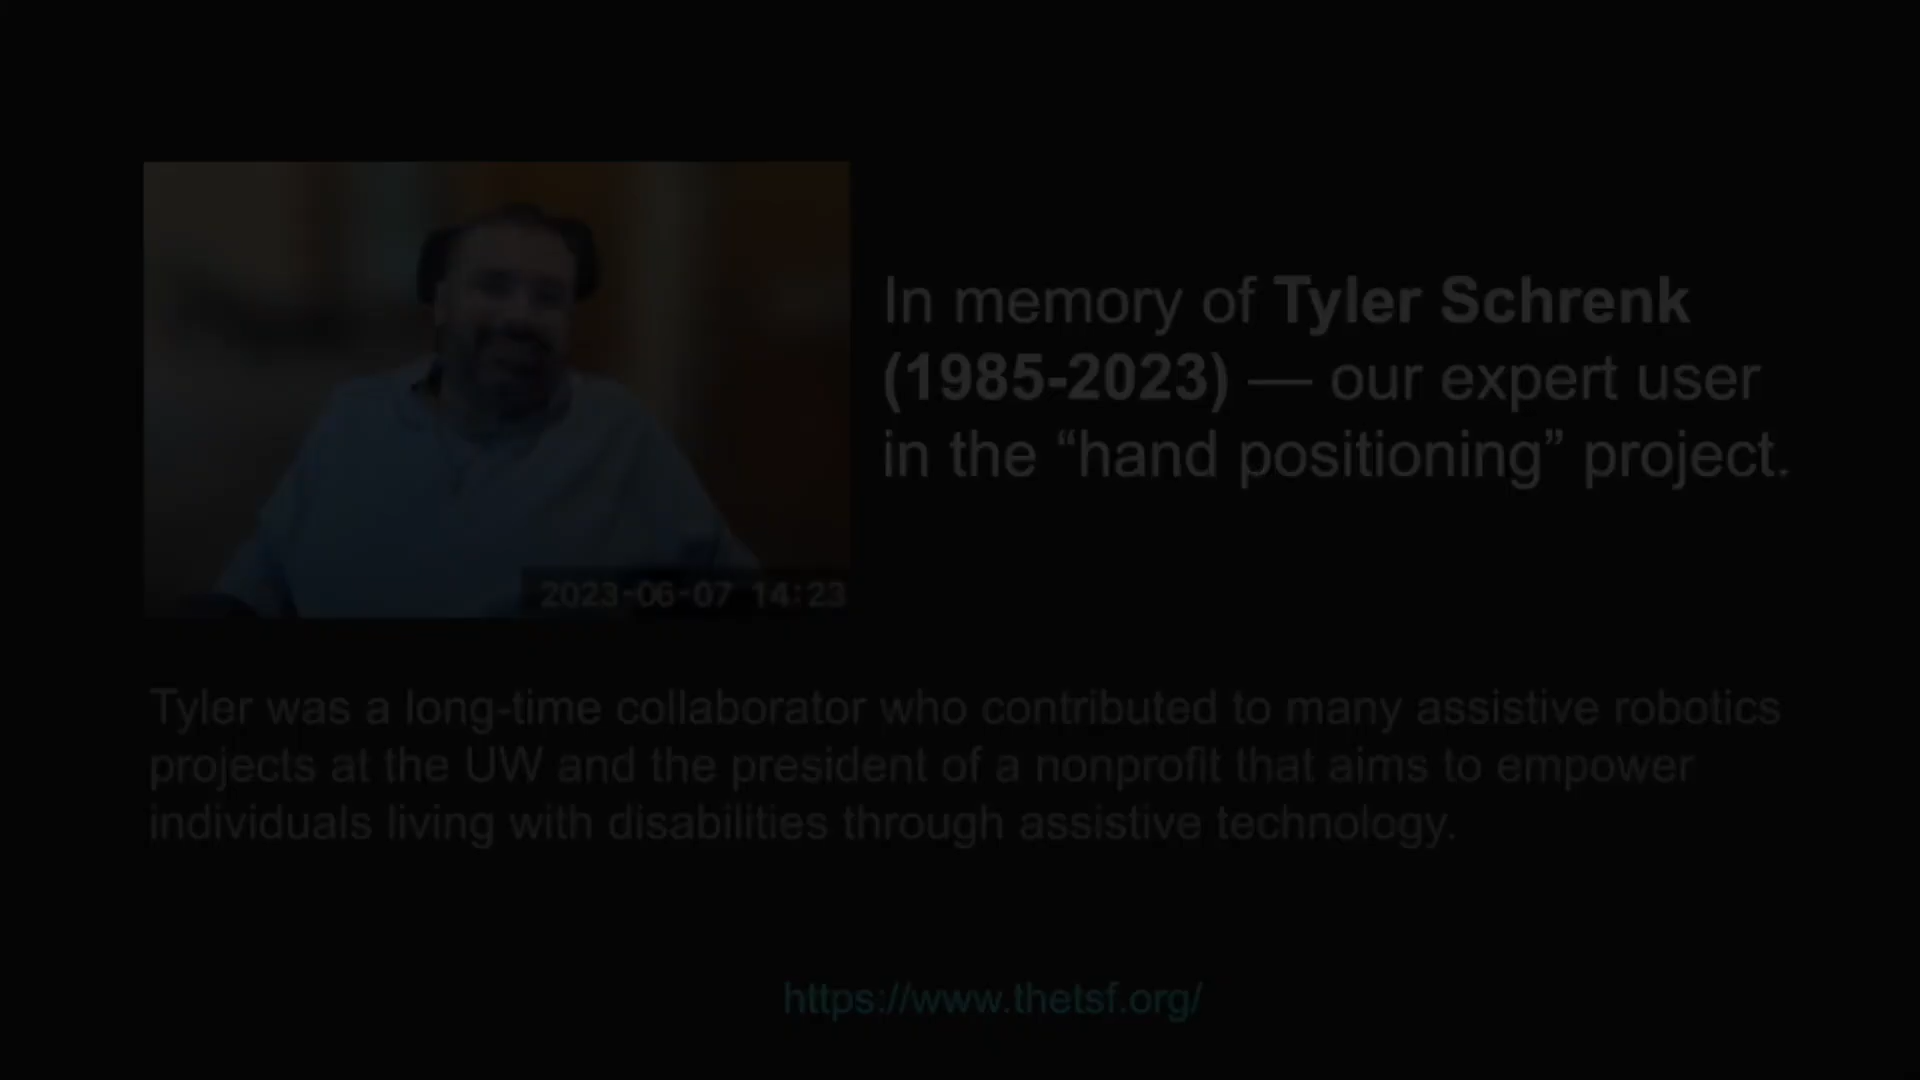 In memory of Tyler Schrenk
(1985-2023) — our expert user
in the “hand positioning” project.
2023-06-07 14:23
Tyler was a long-time collaborator who contributed to many assistive robotics
projects at the UW and the president of a nonprofit that aims to empower
individuals living with disabilities through assistive technology.
https://www.thetsf.org/